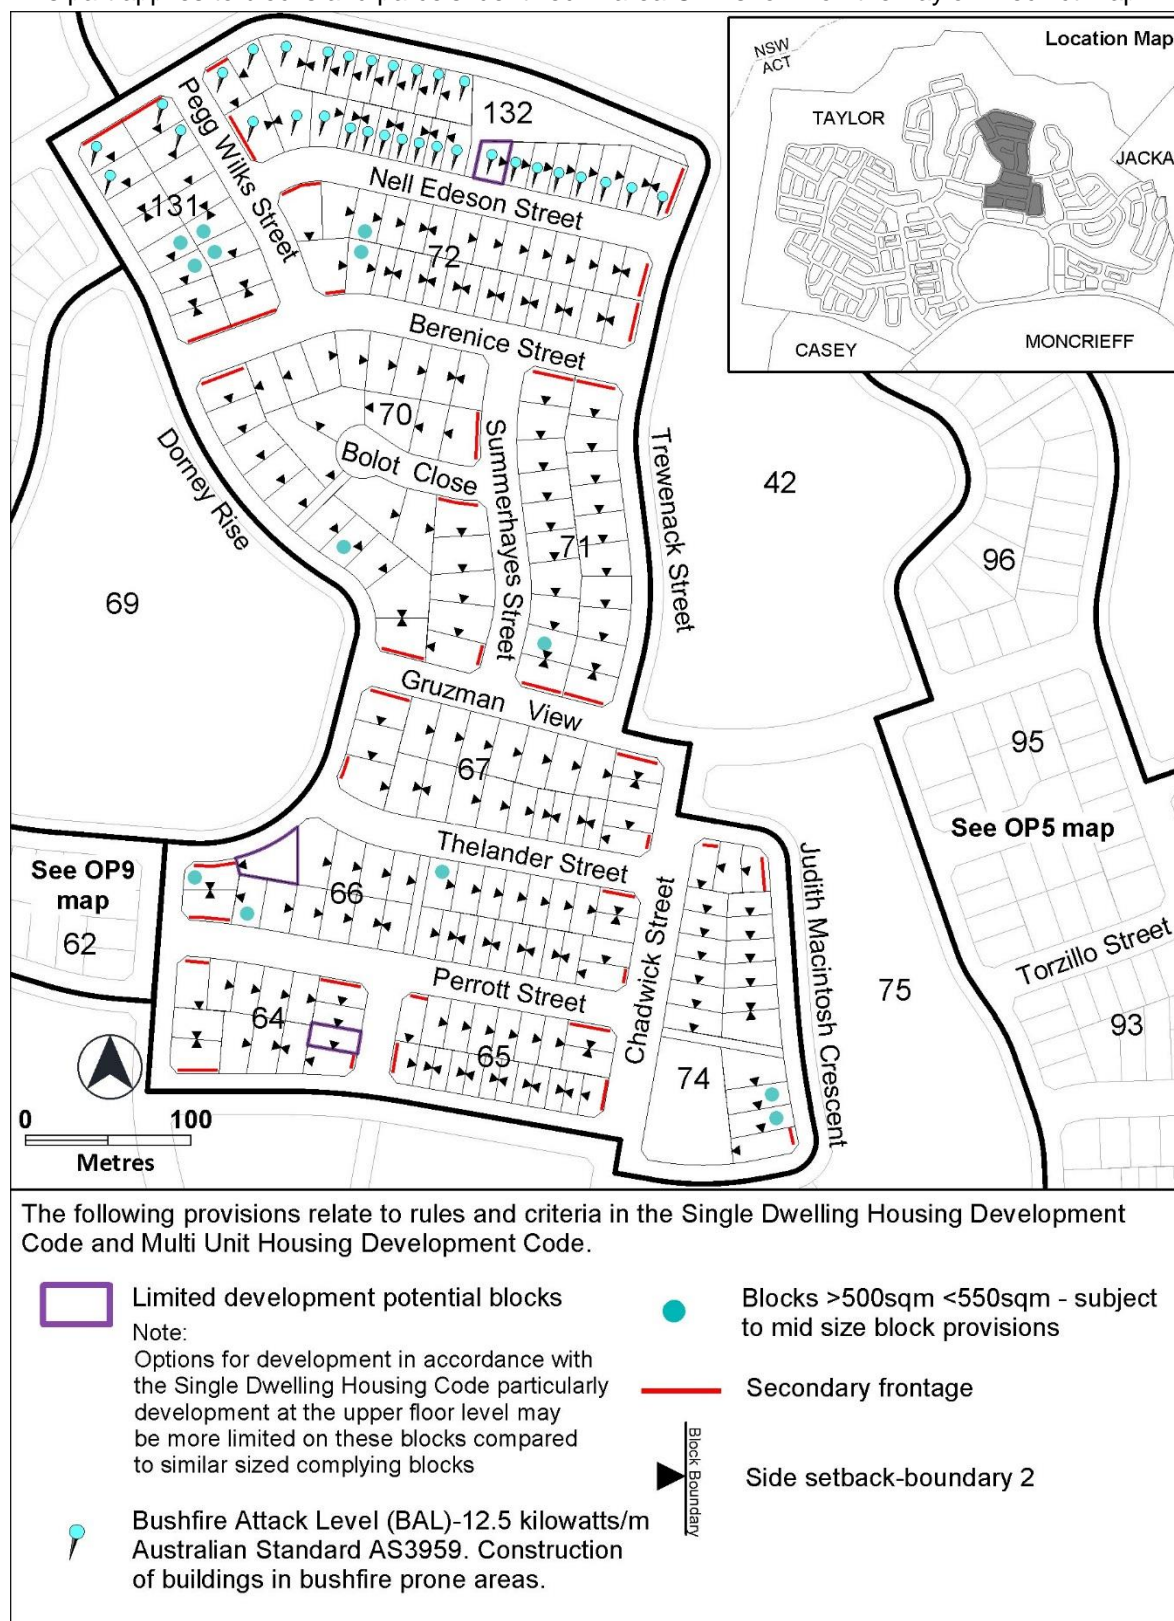 Location Map
NSW
ACT
TAYLOR
JACKA
CASEY
MONCRIEFF
132
Pegg Wilks Street
131
Nell Edeson Street
72
Berenice Street
70
Bolot Close
Summerhayes Street
71
Trewenack Street
42
Dorney Rise
69
96
Gruzman View
67
95
See OP5 map
Thelander Street
Judith Macintosh Crescent
See OP9
map
62
66
Chadwick Street
Torzillo Street
Perrott Street
75
64
65
74
93
0 100
Metres
The following provisions relate to rules and criteria in the Single Dwelling Housing Development
Code and Multi Unit Housing Development Code.
Limited development potential blocks
Note:
Options for development in accordance with
the Single Dwelling Housing Code particularly
development at the upper floor level may
be more limited on these blocks compared
to similar sized complying blocks
Bushfire Attack Level (BAL)-12.5 kilowatts/m
Australian Standard AS3959. Construction
of buildings in bushfire prone areas.
Blocks >500sqm <550sqm - subject
to mid size block provisions
Secondary frontage
Block Boundary
Side setback-boundary 2